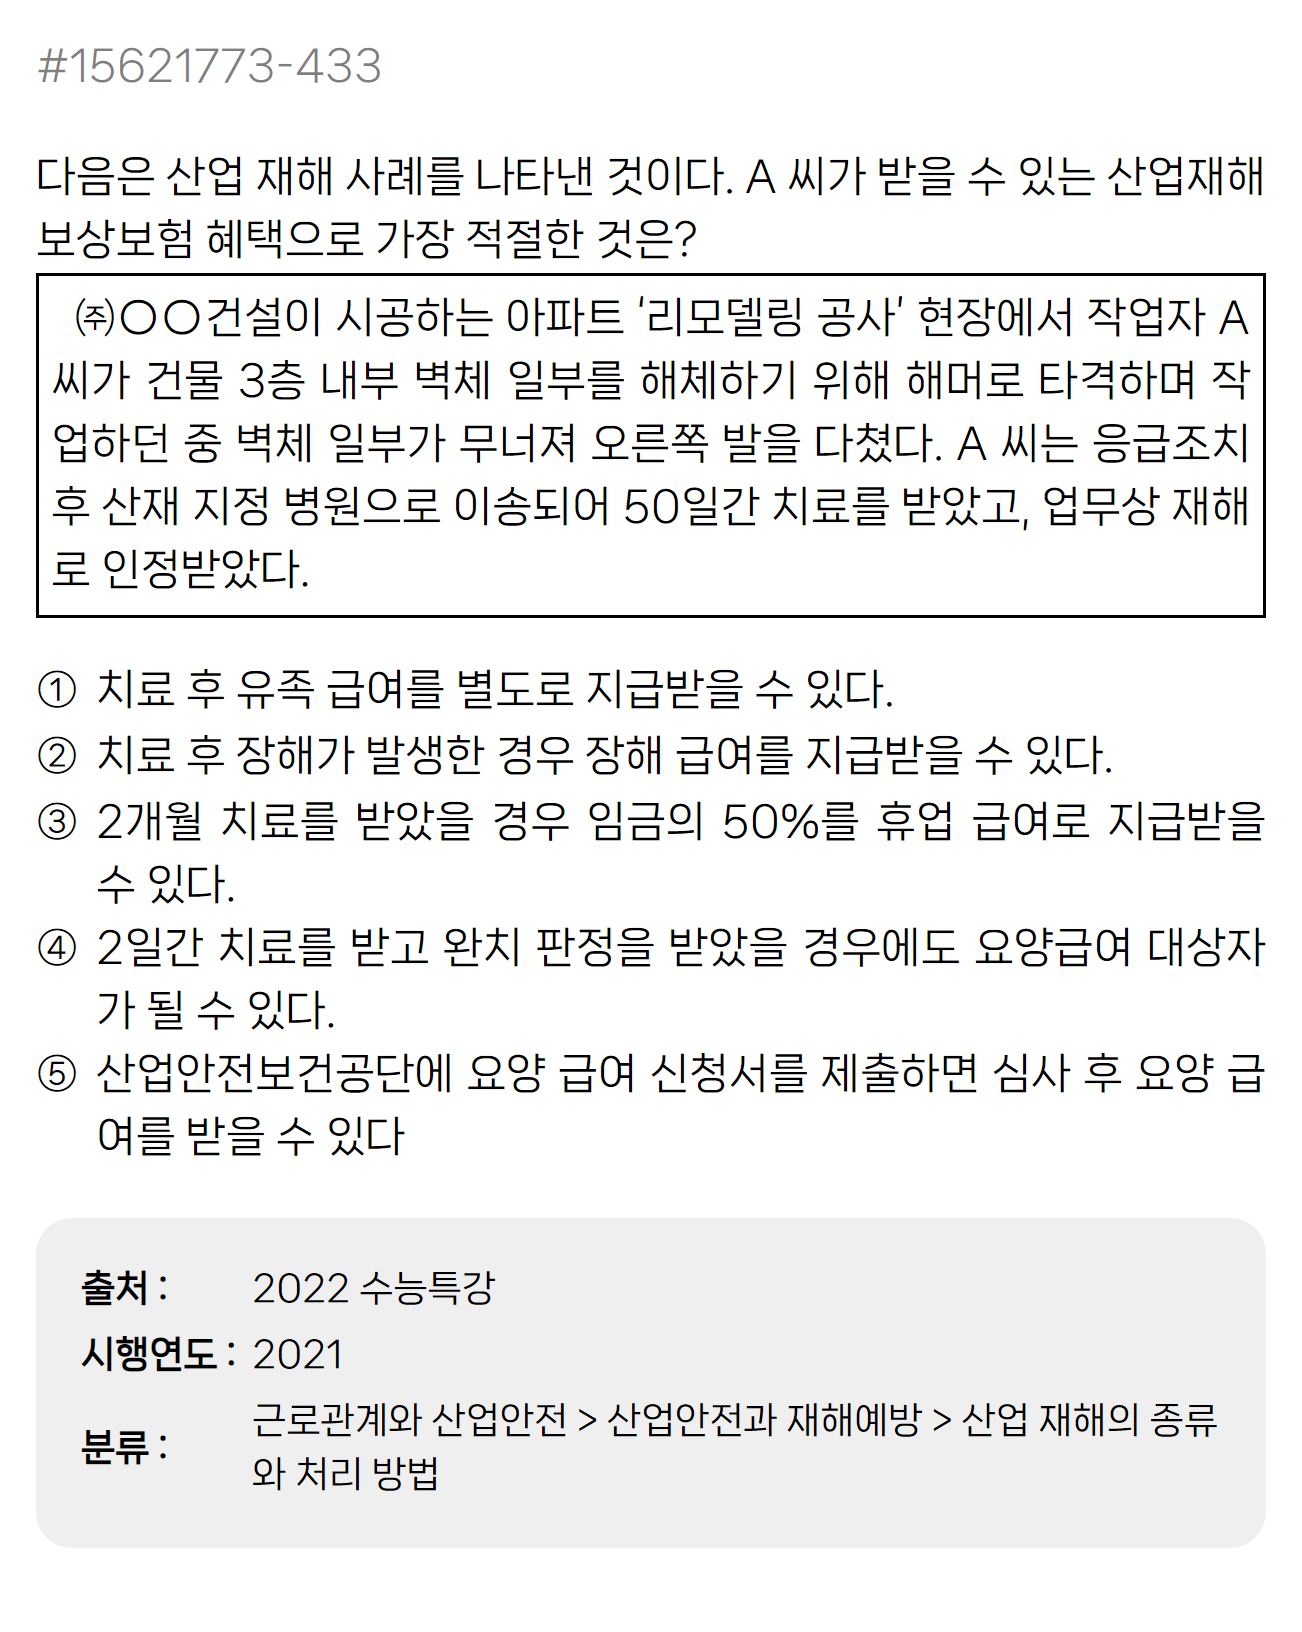 #15621773-433
다음은 산업 재해 사례를 나타낸 것이다. A 씨가 받을 수 있는 산업재해
보상보험 혜택으로 가장 적절한 것은?
㈜○○건설이 시공하는 아파트 ‘리모델링 공사’ 현장에서 작업자 A
씨가 건물 3층 내부 벽체 일부를 해체하기 위해 해머로 타격하며 작
업하던 중 벽체 일부가 무너져 오른쪽 발을 다쳤다. A 씨는 응급조치
후 산재 지정 병원으로 이송되어 50일간 치료를 받았고, 업무상 재해
로 인정받았다.
① 치료 후 유족 급여를 별도로 지급받을 수 있다.
② 치료 후 장해가 발생한 경우 장해 급여를 지급받을 수 있다.
③ 2개월 치료를 받았을 경우 임금의 50%를 휴업 급여로 지급받을
수 있다.
④ 2일간 치료를 받고 완치 판정을 받았을 경우에도 요양급여 대상자
가 될 수 있다.
⑤ 산업안전보건공단에 요양 급여 신청서를 제출하면 심사 후 요양 급
여를 받을 수 있다
출처 : 2022 수능특강
시행연도 : 2021
분류 : 근로관계와 산업안전 > 산업안전과 재해예방 > 산업 재해의 종류
와 처리 방법